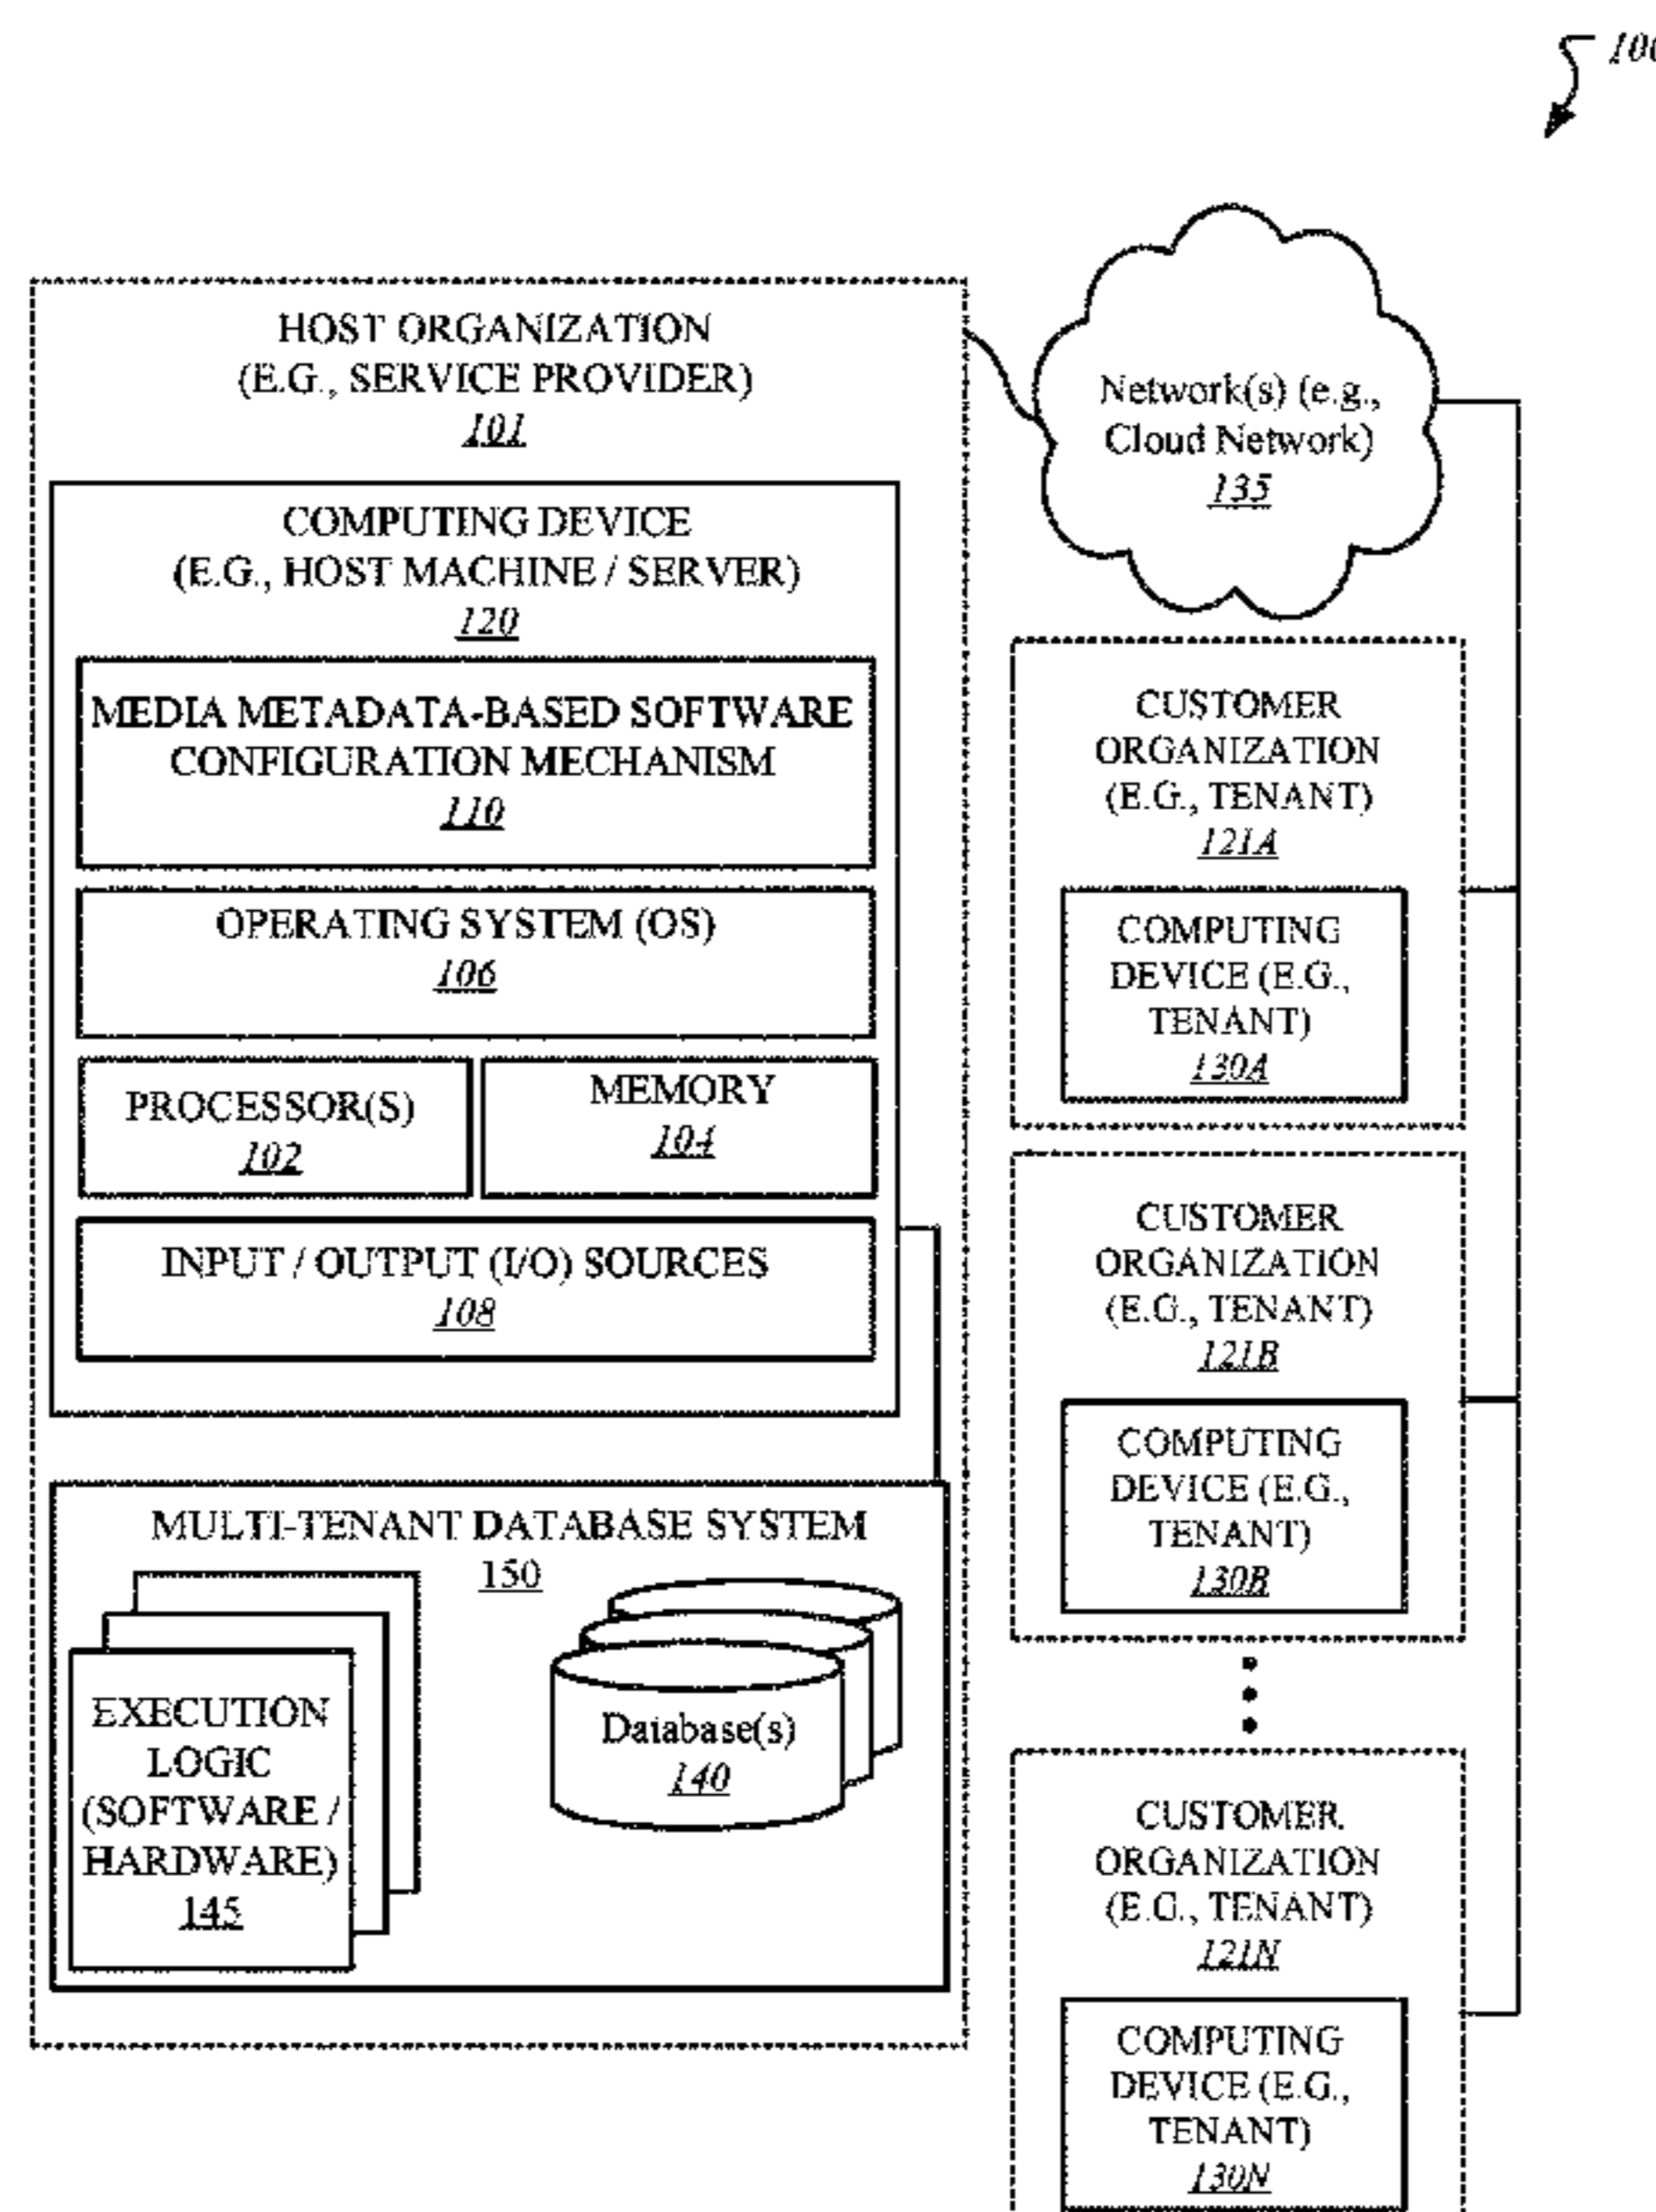 100
HOST ORGANIZATION
(E.G., SERVICE PROVIDER)
101
COMPUTING DEVICE
(E.G., HOST MACHINE / SERVER)
120
MEDIA METADATA-BASED SOFTWARE
CONFIGURATION MECHANISM
110
OPERATING SYSTEM (OS)
106
PROCESSOR(S)
102
MEMORY
104
INPUT / OUTPUT (I/O) SOURCES
108
MULTI-TENANT DATABASE SYSTEM
150
EXECUTION
LOGIC
(SOFTWARE /
HARDWARE)
145
Database(s)
140
Network(s) (e.g.,
Cloud Network)
135
CUSTOMER
ORGANIZATION
(E.G., TENANT)
121A
COMPUTING
DEVICE (E.G.,
TENANT)
130A
CUSTOMER
ORGANIZATION
(E.G., TENANT)
121B
COMPUTING
DEVICE (E.G.,
TENANT)
130B
CUSTOMER
ORGANIZATION
(E.G., TENANT)
121N
COMPUTING
DEVICE (E.G.,
TENANT)
130N